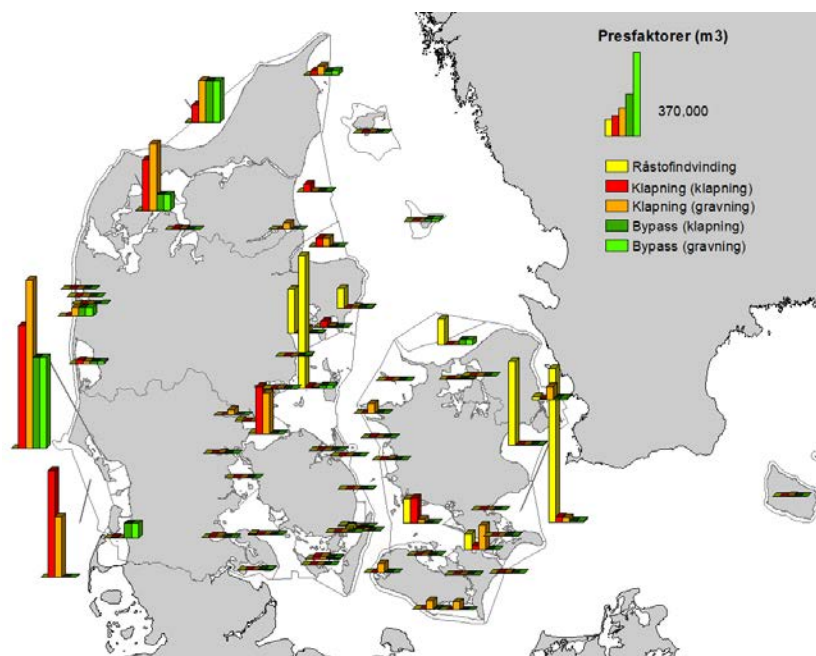 Presfaktorer (m3)
370,000
Råstofindvinding
Klapning (klapning)
Klapning (gravning)
Bypass (klapning)
Bypass (gravning)